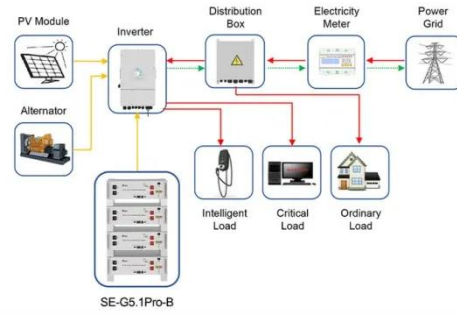 PV Module
Inverter
Distribution
Box
Electricity
Meter
Power
Grid
Alternator
Intelligent
Load
Critical
Load
Ordinary
Load
SE-G5.1Pro-B